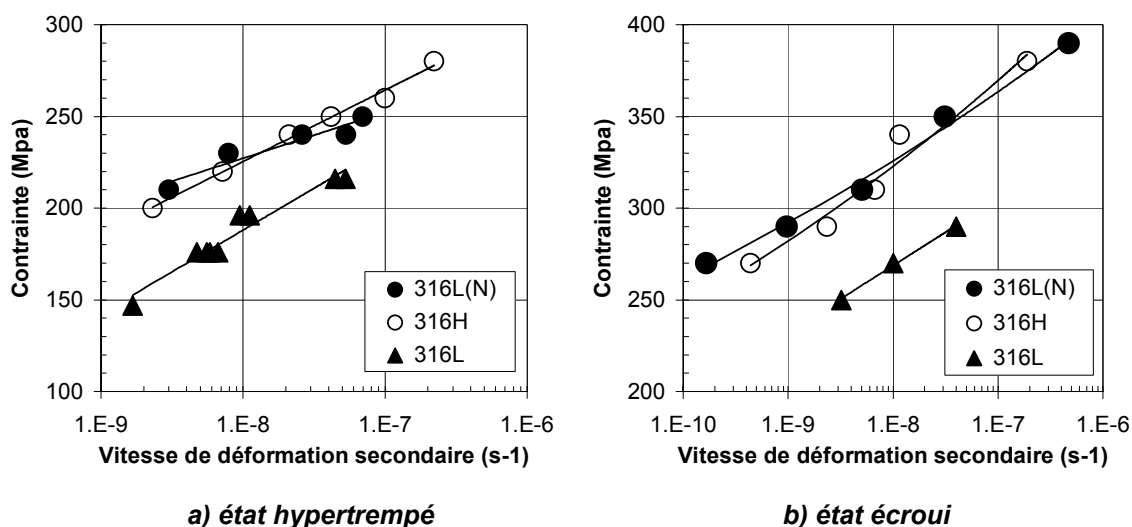 300
250
200
150
100
Contrainte (Mpa)
316L(N)
316H
316L
1.E-9 1.E-8 1.E-7 1.E-6
Vitesse de déformation secondaire (s-1)
a) état hypertrempé
400
350
300
250
200
Contrainte (Mpa)
316L(N)
316H
316L
1.E-10 1.E-9 1.E-8 1.E-7 1.E-6
Vitesse de déformation secondaire (s-1)
b) état écroui